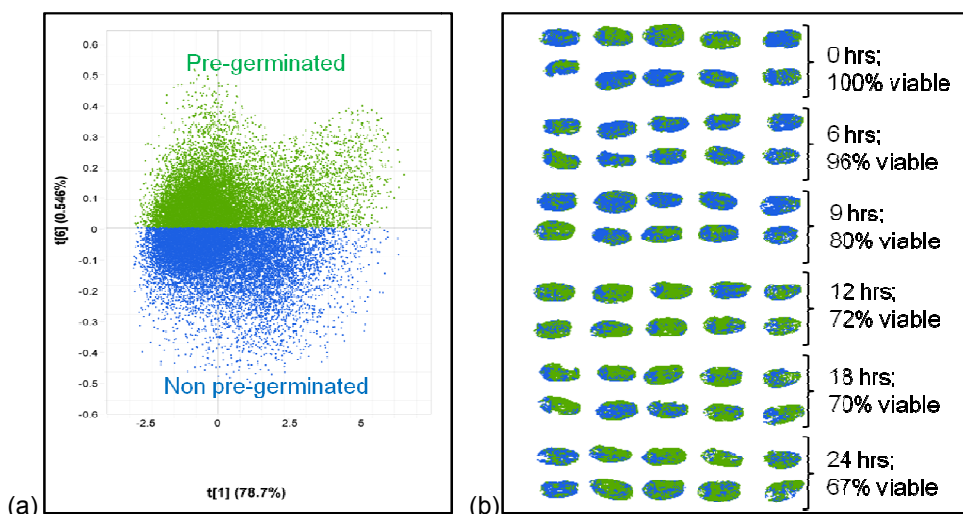 0.6
0.5
0.4
0.3
0.2
0.1
0
-0.1
-0.2
-0.3
-0.4
-0.5
-0.6
t[6] (0.546%)
Pre-germinated
Non pre-germinated
-2.5
0
2.5
5
t[1] (78.7%)
(a)
0 hrs;
100% viable
6 hrs;
96% viable
9 hrs;
80% viable
12 hrs;
72% viable
18 hrs;
70% viable
24 hrs;
67% viable
(b)